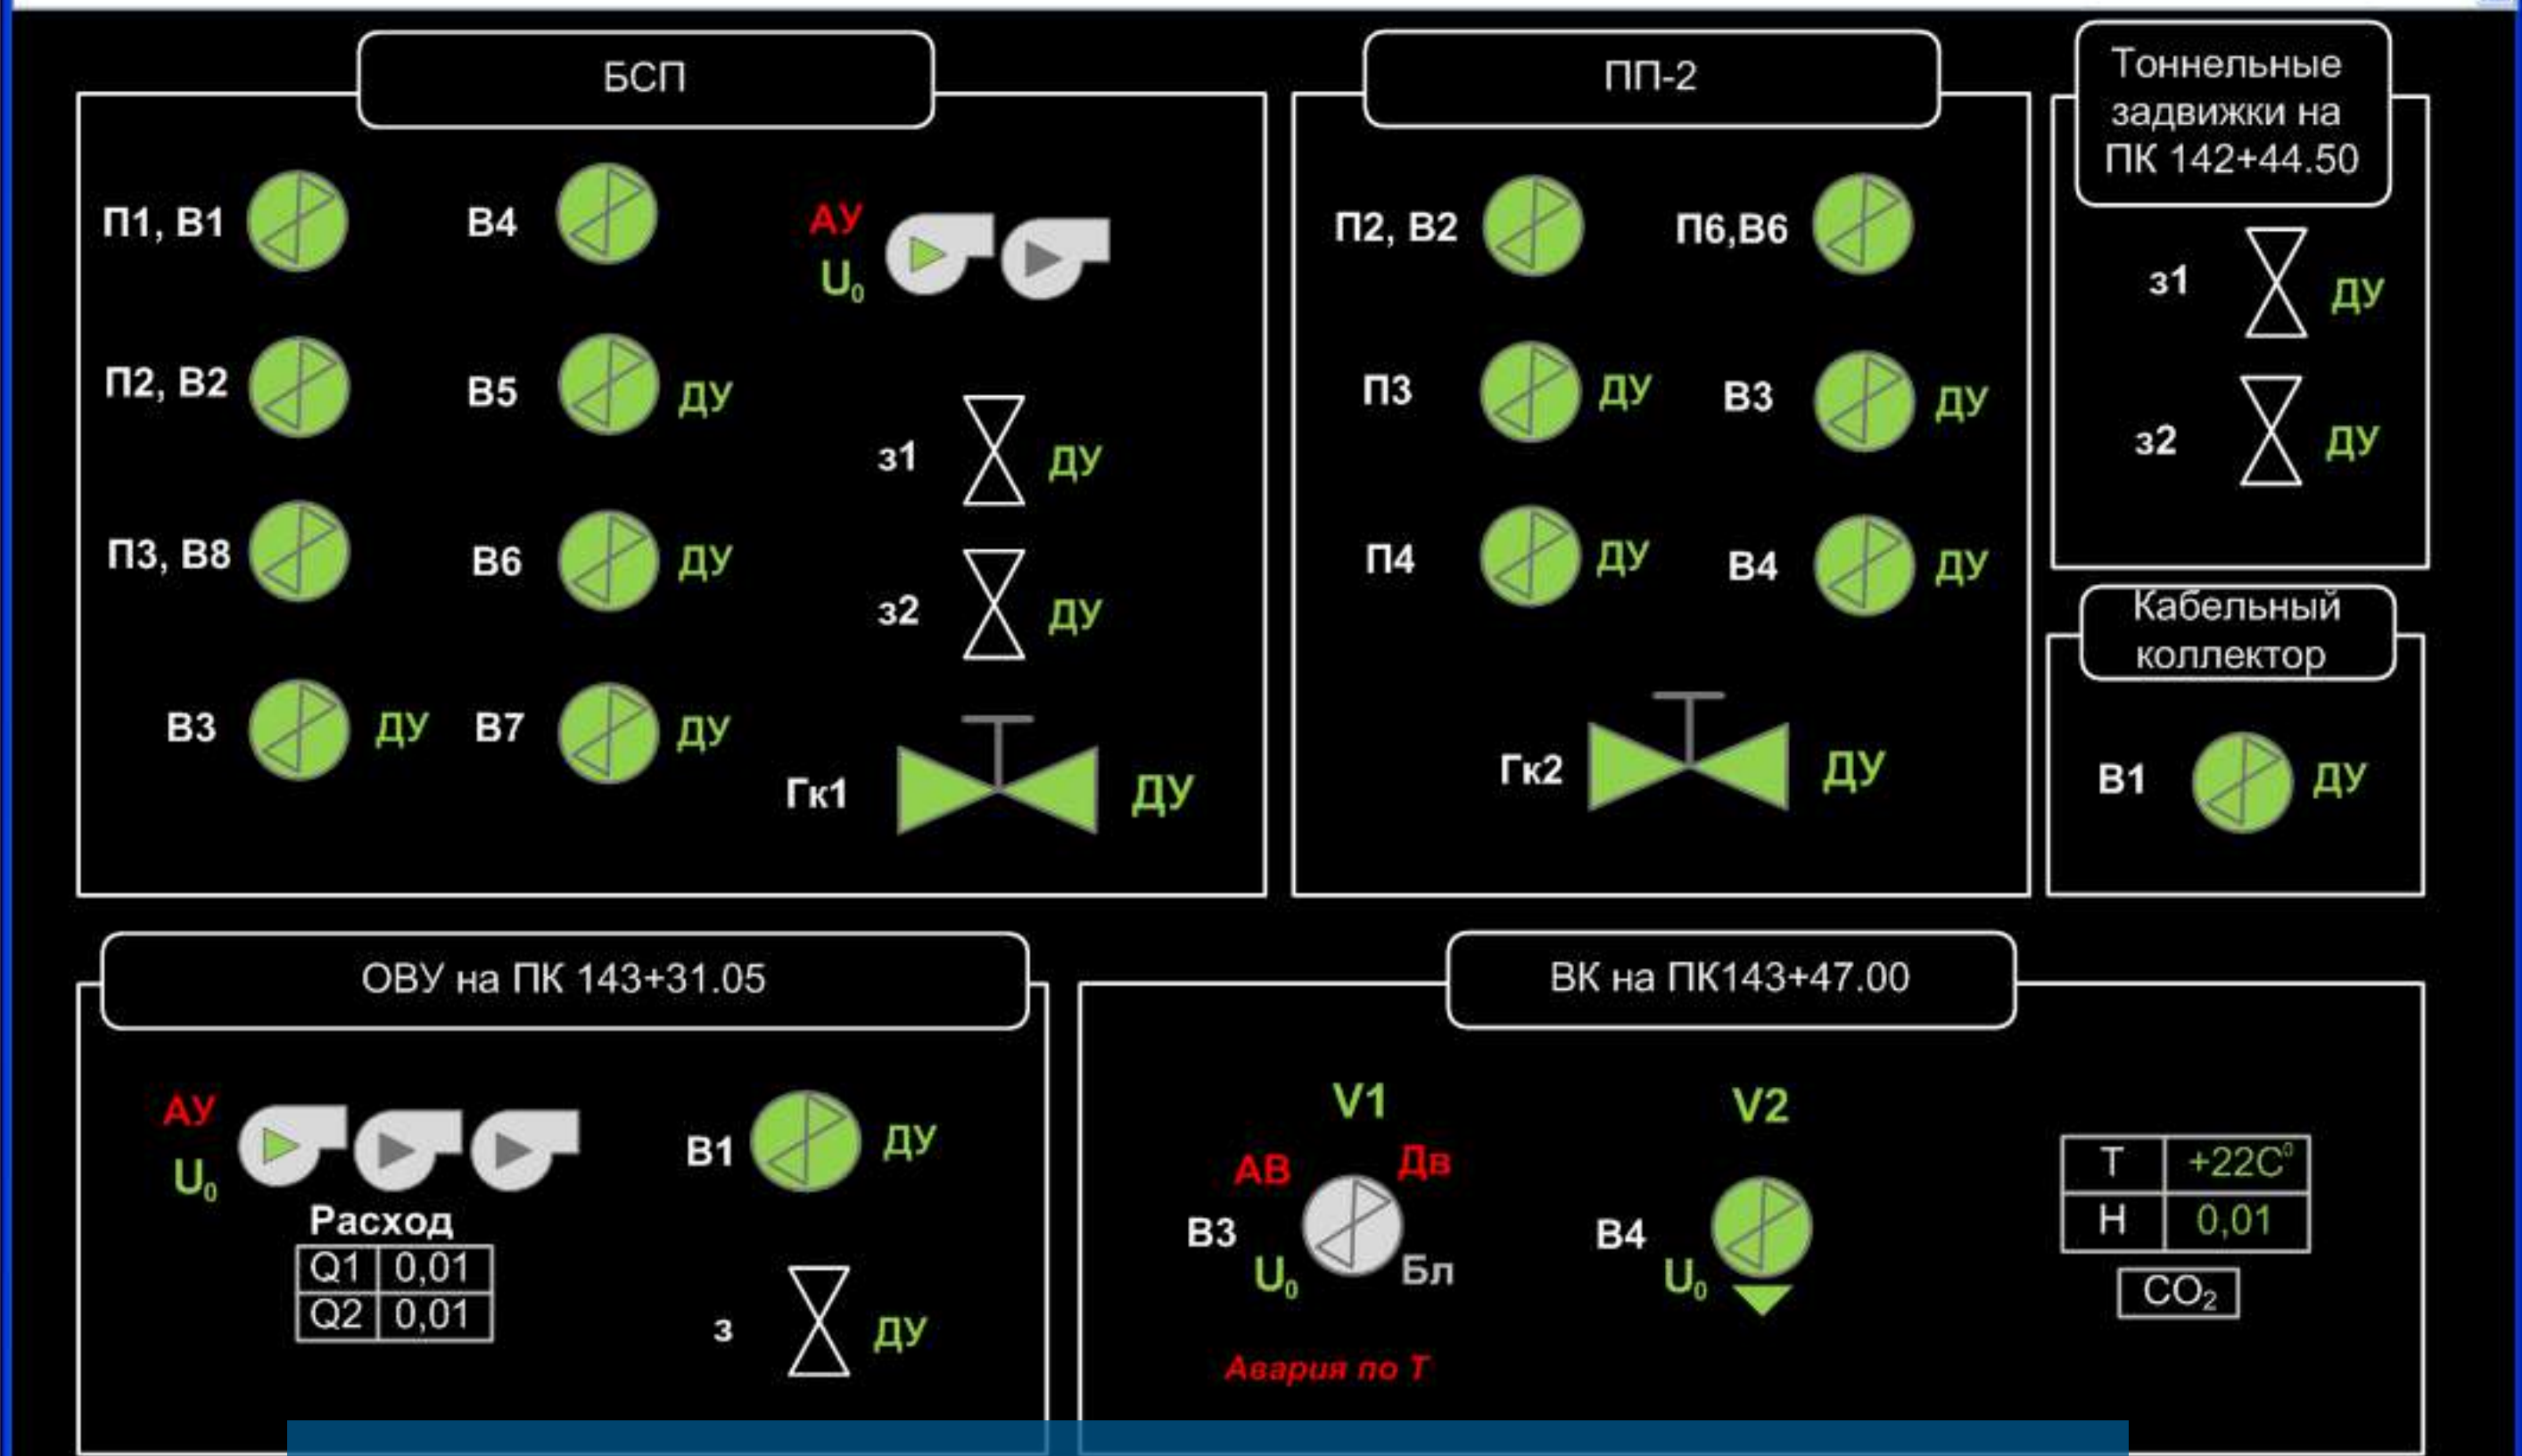 БСП
П1, В1
В4
АУ
U₀
П2, В2
В5 ДУ
з1 ДУ
П3, В8
В6 ДУ
з2 ДУ
В3 ДУ
В7 ДУ
Гк1 ДУ
ПП-2
П2, В2
П6,В6
П3 ДУ
В3 ДУ
П4 ДУ
В4 ДУ
Гк2 ДУ
Тоннельные
задвижки на
ПК 142+44.50
з1 ДУ
з2 ДУ
Кабельный
коллектор
В1 ДУ
ОВУ на ПК 143+31.05
АУ
U₀
Расход
Q1 0,01
Q2 0,01
В1 ДУ
з ДУ
ВК на ПК143+47.00
V1
АВ Дв
В3
U₀ Бл
Авария по Т
V2
В4
U₀
Т +22С⁰
Н 0,01
СО₂